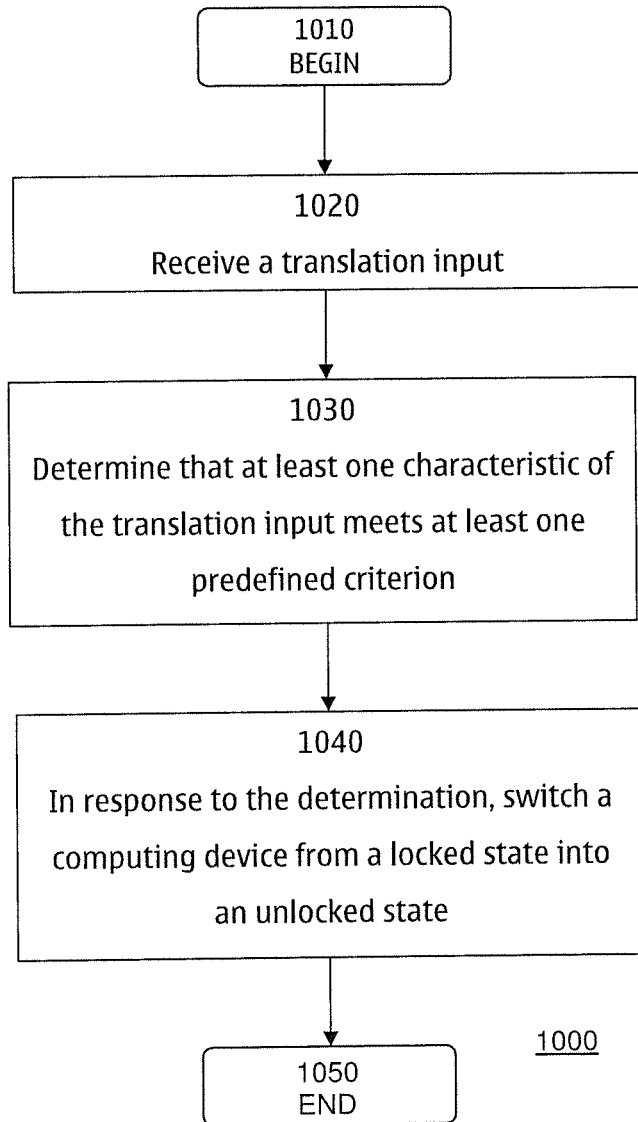 1010
BEGIN
1020
Receive a translation input
1030
Determine that at least one characteristic of
the translation input meets at least one
predefined criterion
1040
In response to the determination, switch a
computing device from a locked state into
an unlocked state
1000
1050
END